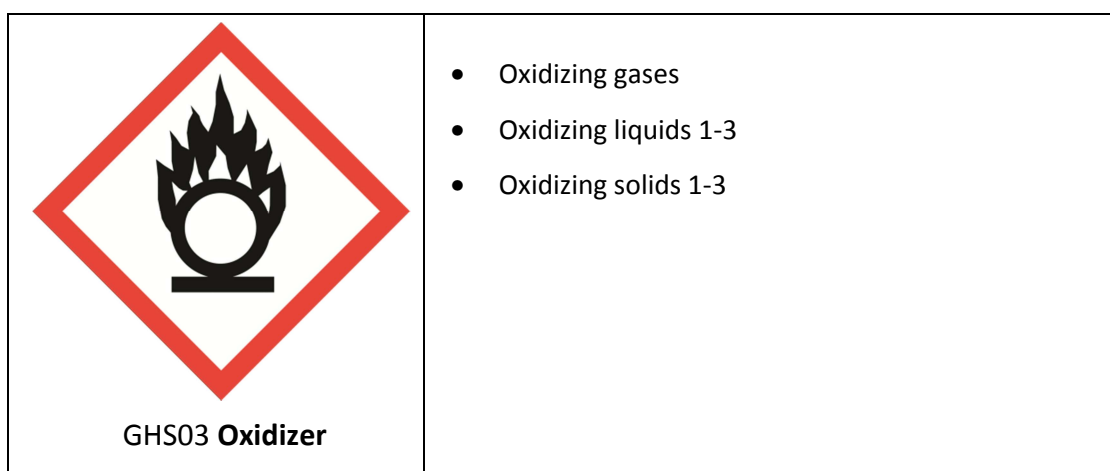 • Oxidizing gases
• Oxidizing liquids 1-3
• Oxidizing solids 1-3
GHS03 Oxidizer